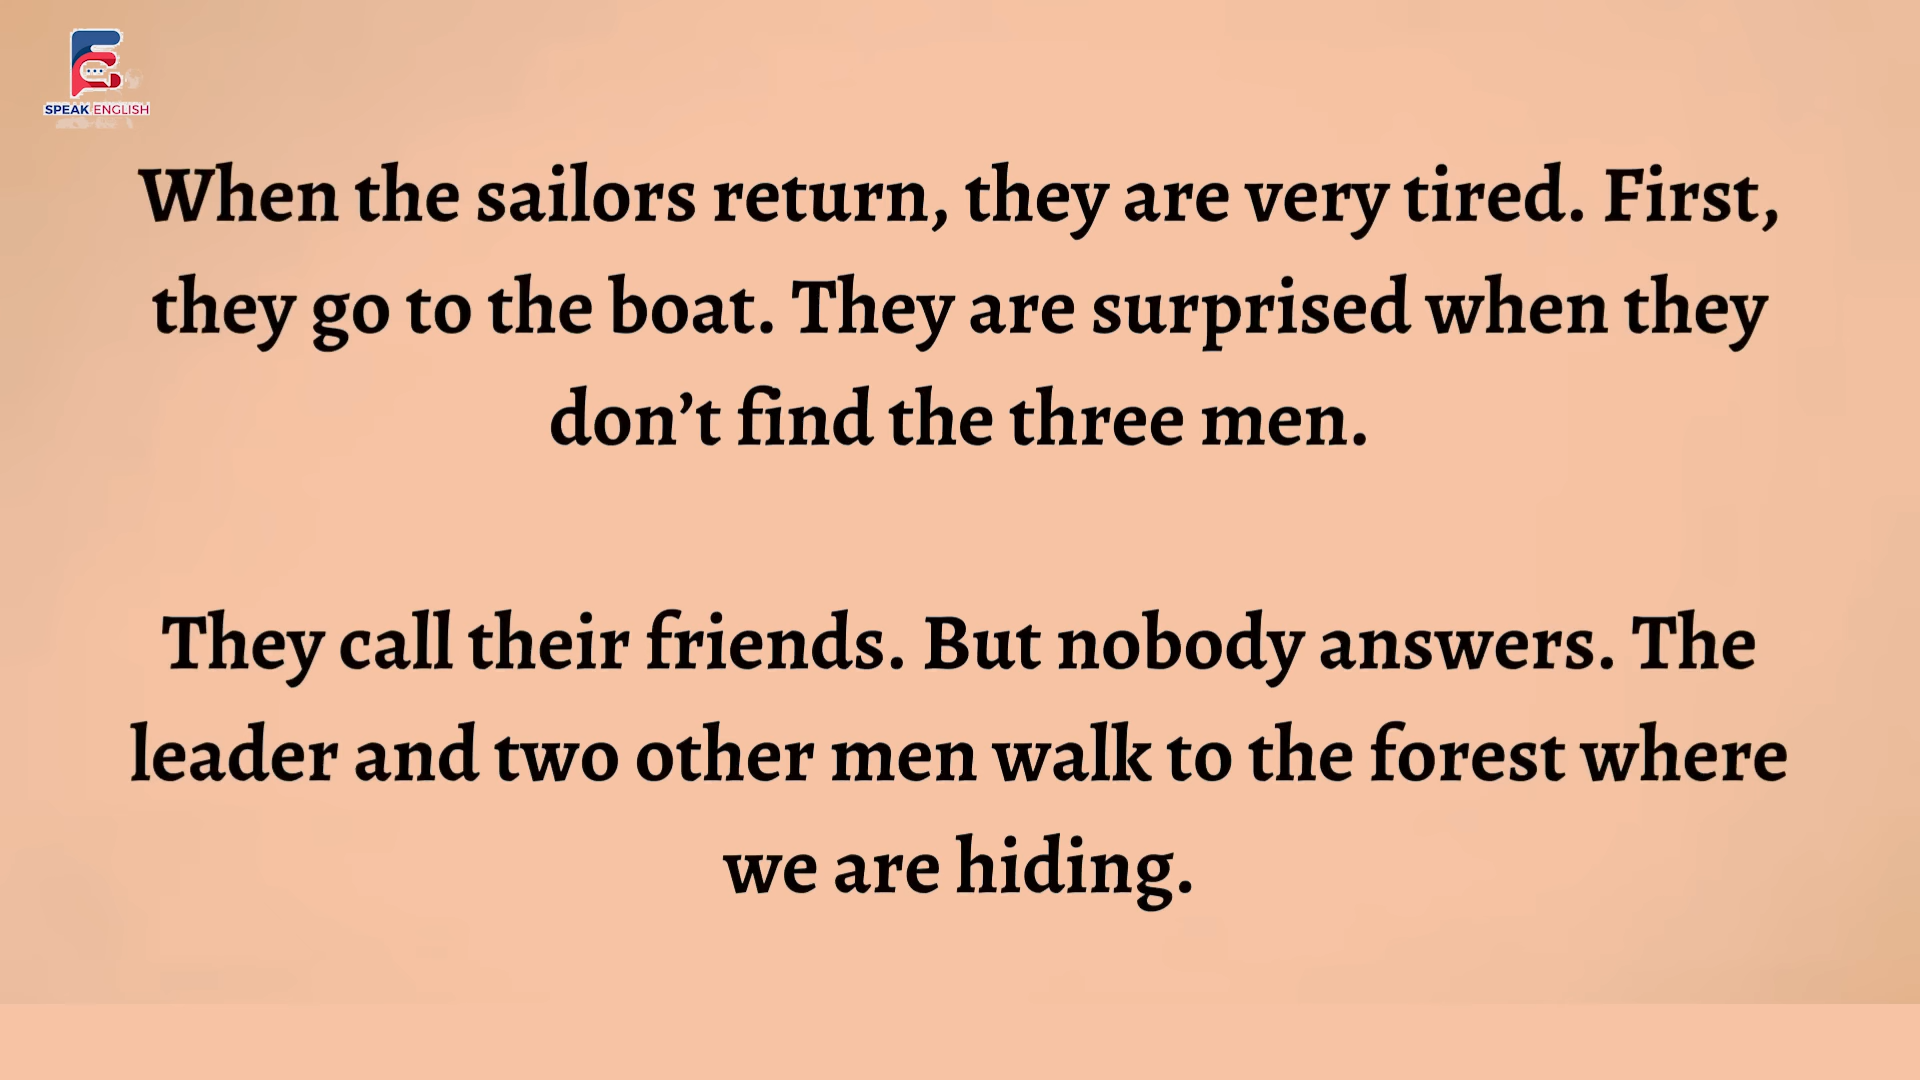 SPEAK ENGLISH
When the sailors return, they are very tired. First,
they go to the boat. They are surprised when they
don’t find the three men.
They call their friends. But nobody answers. The
leader and two other men walk to the forest where
we are hiding.